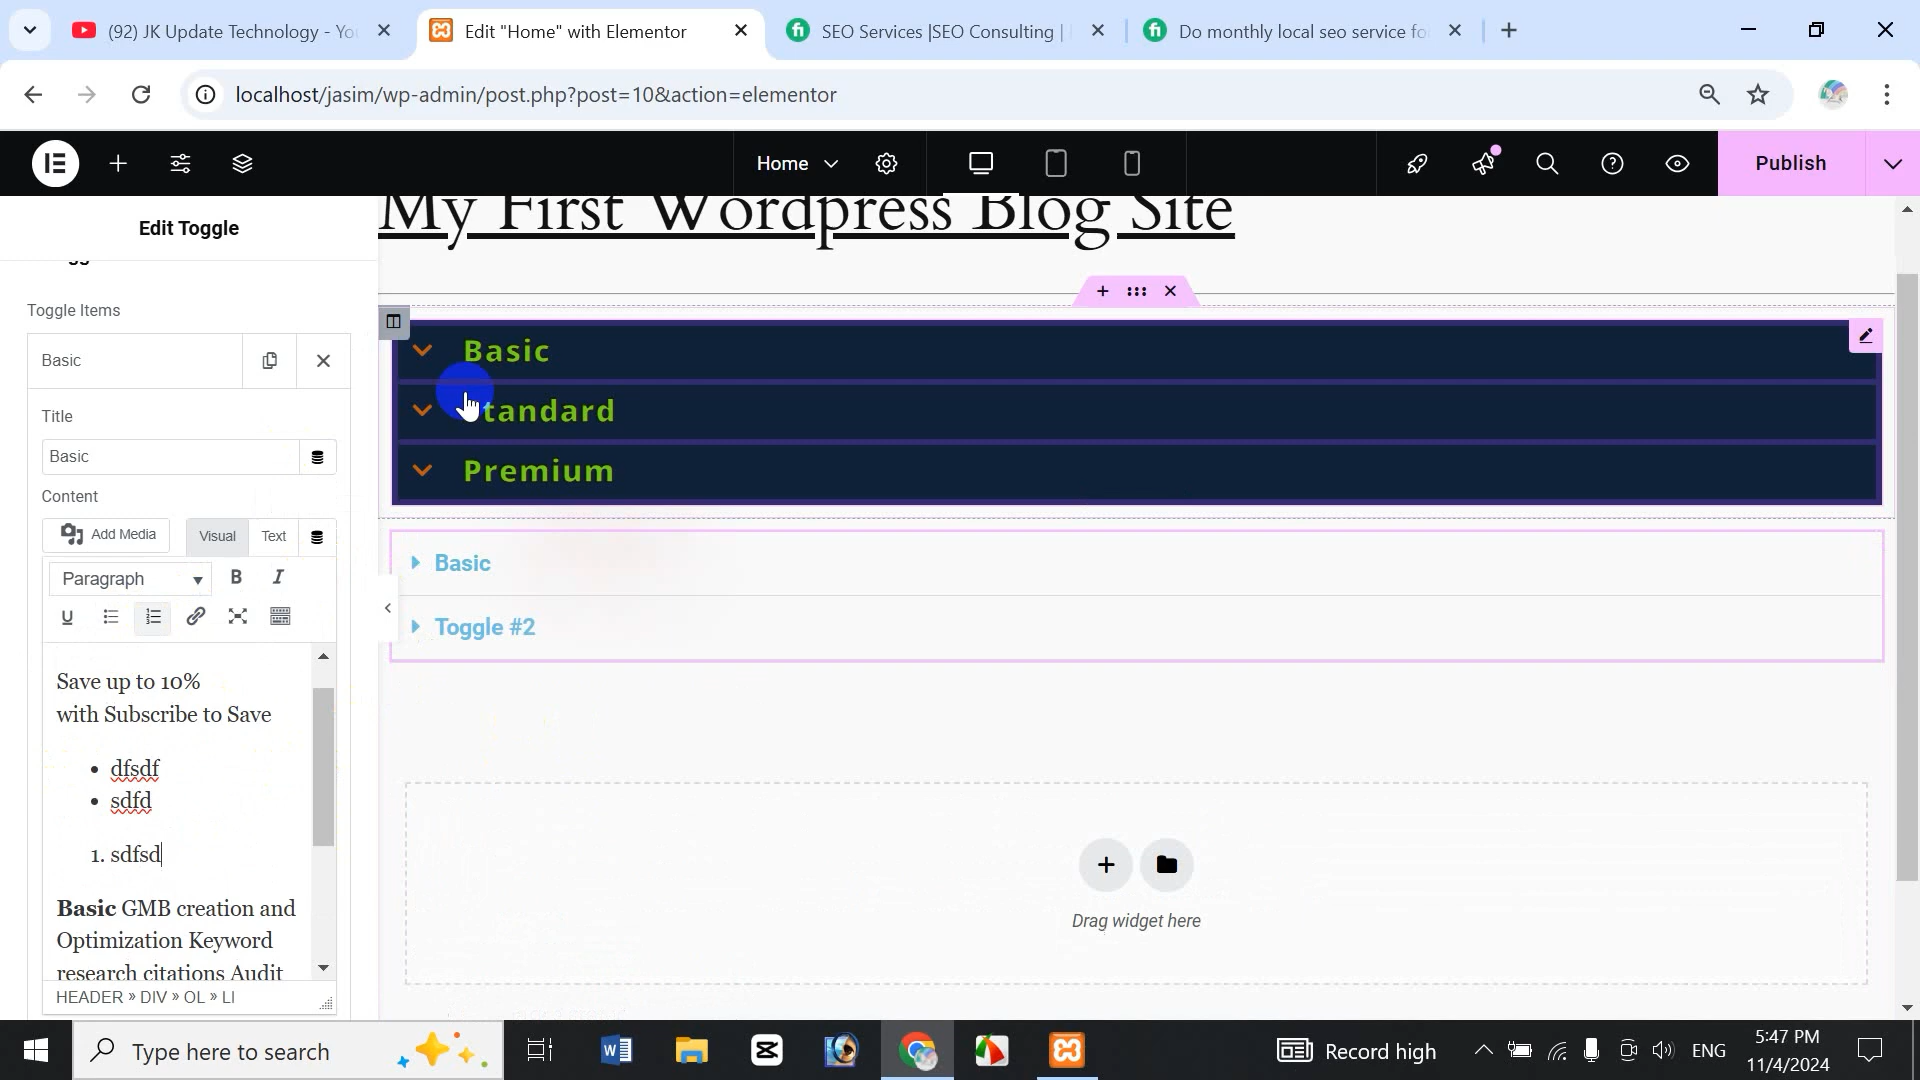 (92) JK Update Technology - Yo
Edit "Home" with Elementor
SEO Services |SEO Consulting |
Do monthly local seo service fo
localhost/jasim/wp-admin/post.php?post=10&action=elementor
Home
Publish
Edit Toggle
My First Wordpress Blog Site
Toggle Items
Basic
Title
Basic
Content
Add Media
Visual
Text
Paragraph
B
I
U
Save up to 10%
with Subscribe to Save
• dfsdf
• sdfd
1. sdfsd
Basic GMB creation and
Optimization Keyword
research citations Audit
HEADER » DIV » OL » LI
Basic
tandard
Premium
Basic
Toggle #2
Drag widget here
Type here to search
Record high
ENG
5:47 PM
11/4/2024